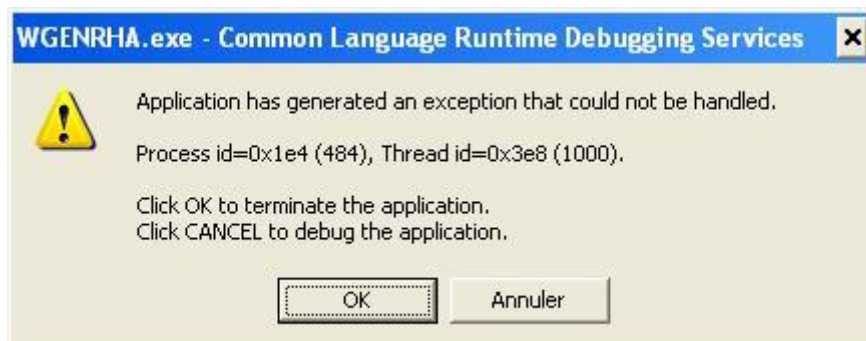 WGENRHA.exe - Common Language Runtime Debugging Services
Application has generated an exception that could not be handled.
Process id=0x1e4 (484), Thread id=0x3e8 (1000).
Click OK to terminate the application.
Click CANCEL to debug the application.
OK Annuler